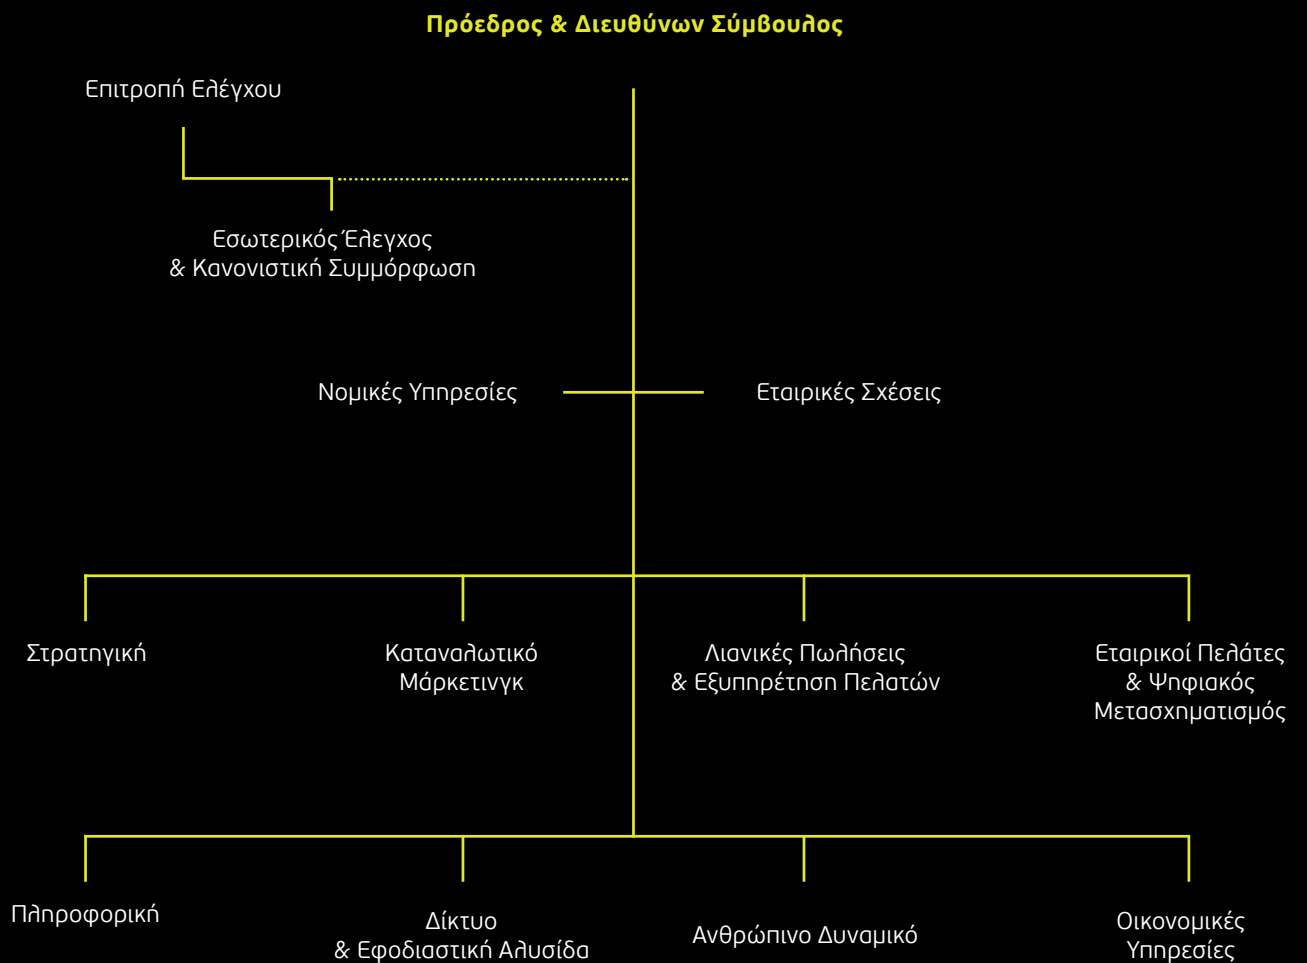 Πρόεδρος & Διευθύνων Σύμβουλος
Επιτροπή Ελέγχου
Εσωτερικός Έλεγχος
& Κανονιστική Συμμόρφωση
Νομικές Υπηρεσίες
Εταιρικές Σχέσεις
Στρατηγική
Καταναλωτικό
Μάρκετινγκ
Λιανικές Πωλήσεις
& Εξυπηρέτηση Πελατών
Εταιρικοί Πελάτες
& Ψηφιακός
Μετασχηματισμός
Πληροφορική
Δίκτυο
& Εφοδιαστική Αλυσίδα
Ανθρώπινο Δυναμικό
Οικονομικές
Υπηρεσίες